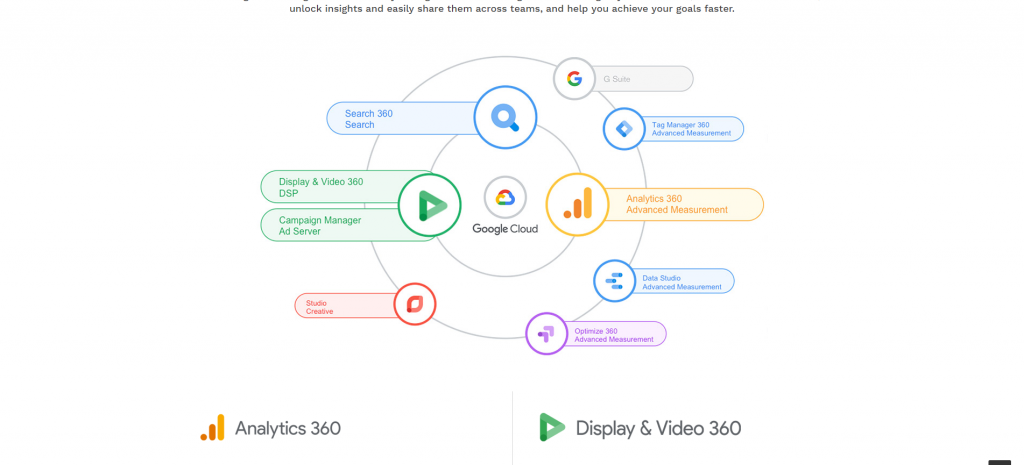 unlock insights and easily share them across teams, and help you achieve your goals faster.
G Suite
Search 360
Search
Tag Manager 360
Advanced Measurement
Display & Video 360
DSP
Analytics 360
Advanced Measurement
Campaign Manager
Ad Server
Google Cloud
Data Studio
Advanced Measurement
Studio
Creative
Optimize 360
Advanced Measurement
Analytics 360
Display & Video 360